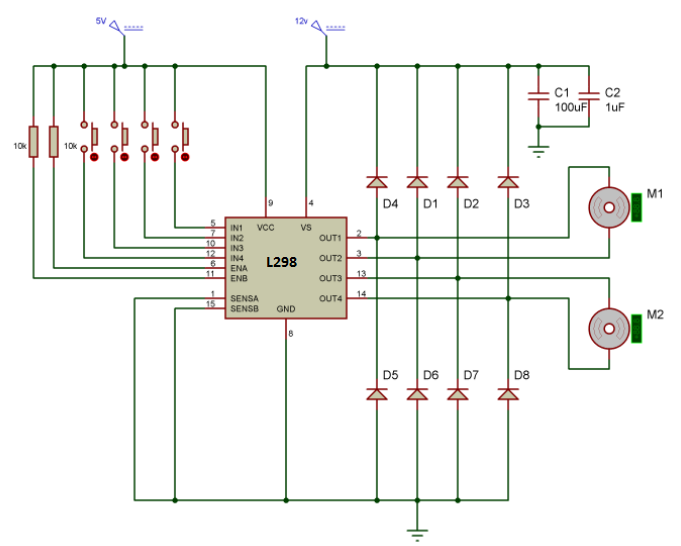 5V
12v
C1
100uF
C2
1uF
10k
10k
D4
D1
D2
D3
M1
9
4
5
IN1
VCC
VS
7
IN2
OUT1
2
10
IN3
12
IN4
L298
OUT2
3
6
ENA
11
ENB
OUT3
13
1
SENSA
OUT4
14
15
SENSB
GND
8
M2
D5
D6
D7
D8